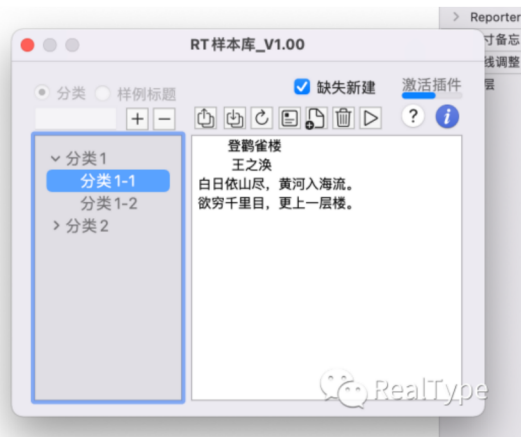 Reporter
RT样本库_V1.00
寸备忘
线调整
层
分类
样例标题
缺失新建
激活插件
分类1
分类1-1
分类1-2
分类2
登鹳雀楼
王之涣
白日依山尽，黄河入海流。
欲穷千里目，更上一层楼。
RealType